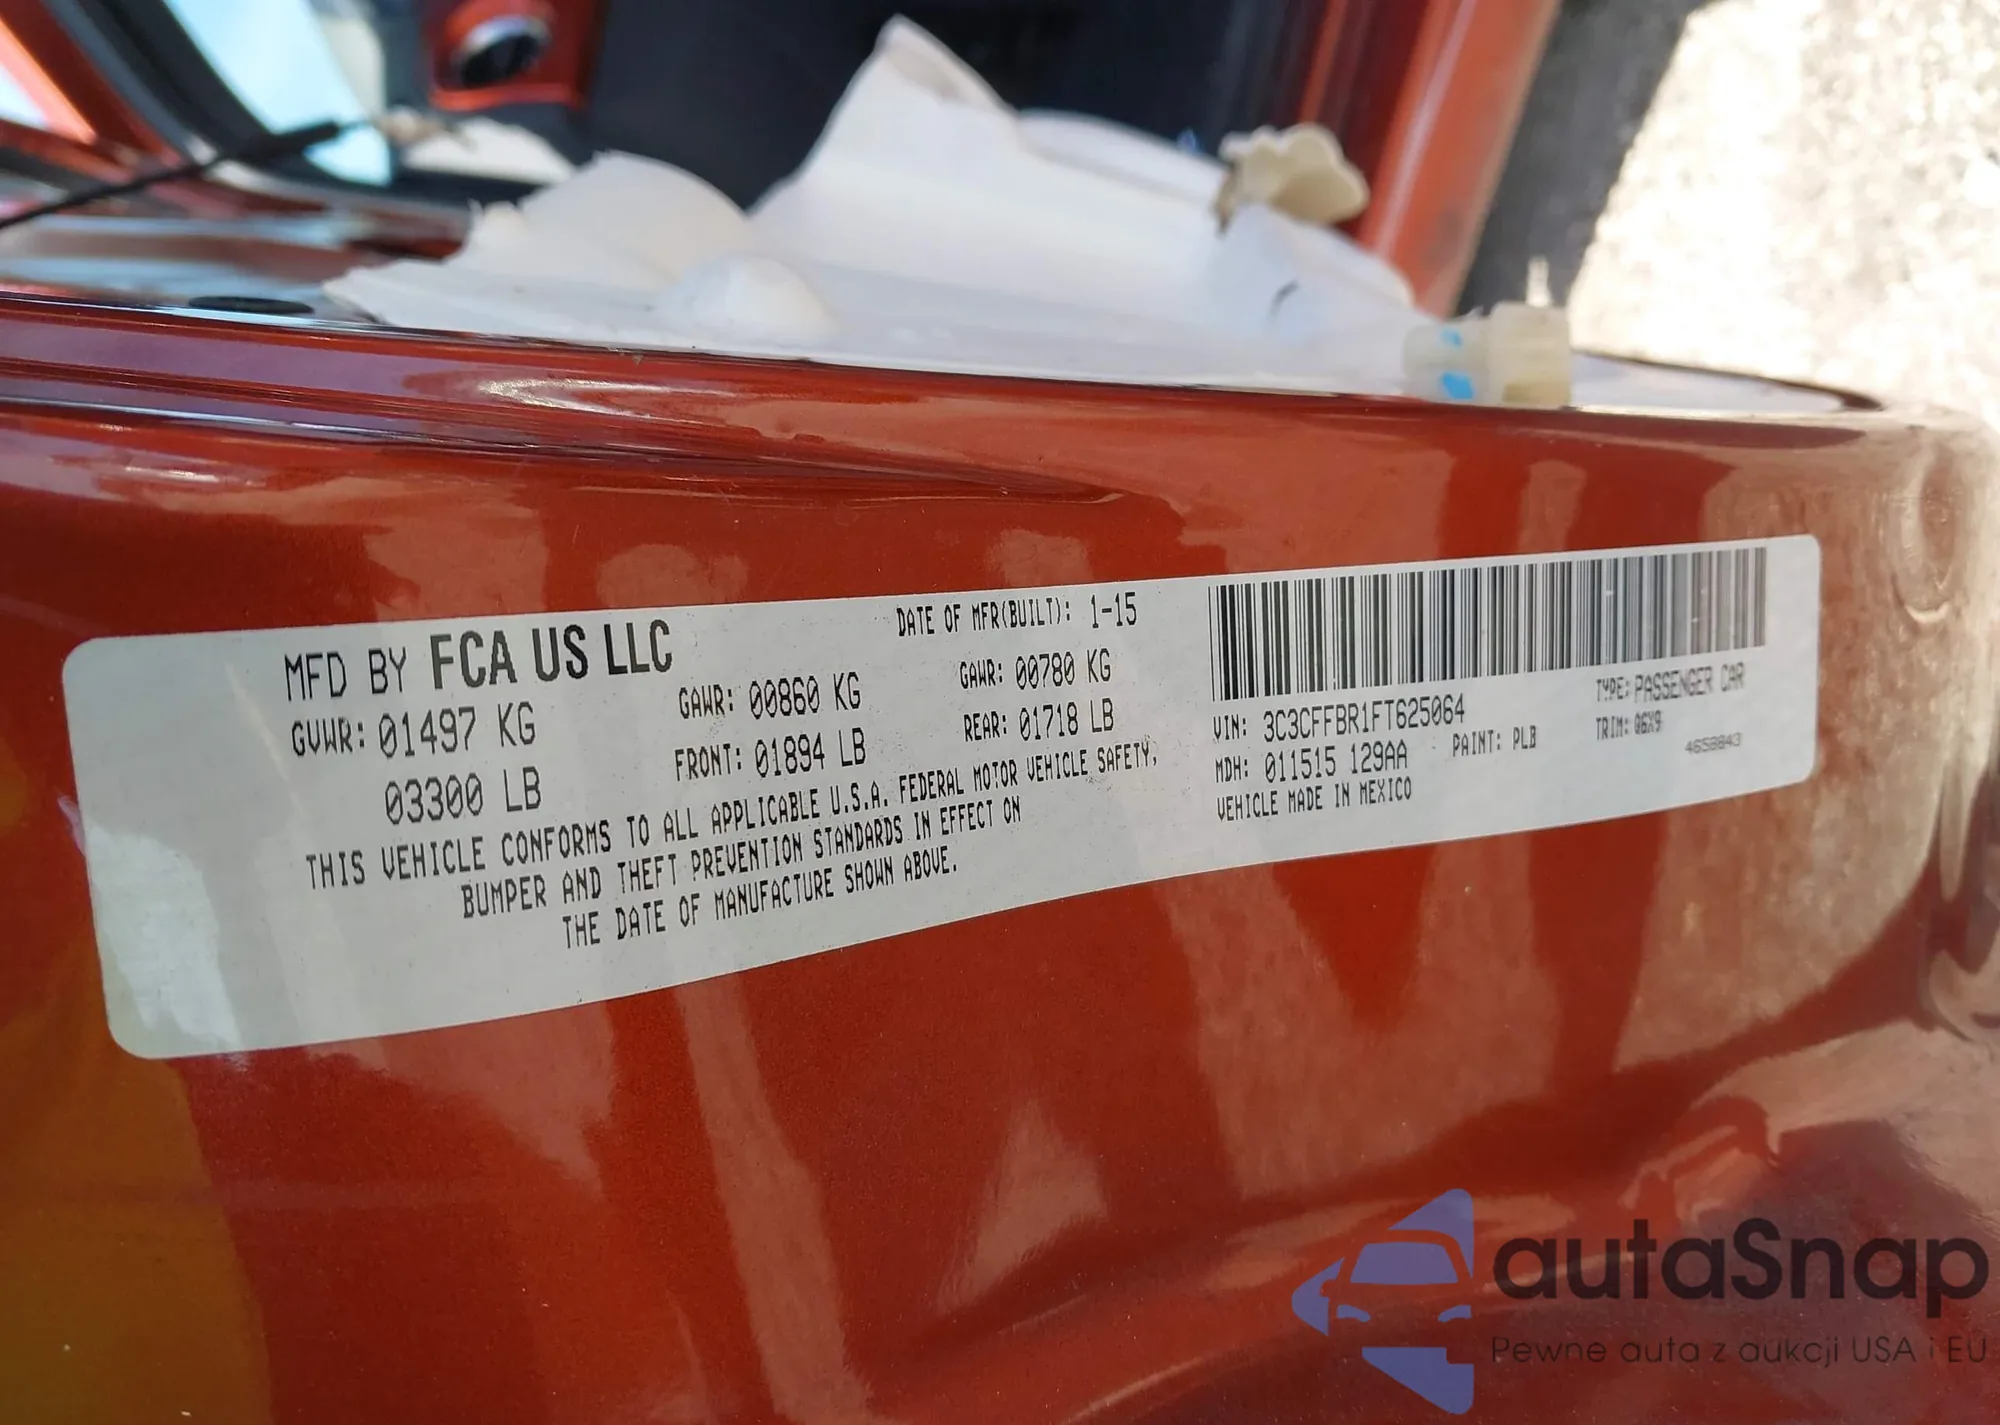 MFD BY FCA US LLC
DATE OF MFR(BUILT): 1-15
GVWR: 01497 KG
03300 LB
GAWR: 00860 KG
FRONT: 01894 LB
GAWR: 00780 KG
REAR: 01718 LB
THIS VEHICLE CONFORMS TO ALL APPLICABLE U.S.A. FEDERAL MOTOR VEHICLE SAFETY,
BUMPER AND THEFT PREVENTION STANDARDS IN EFFECT ON
THE DATE OF MANUFACTURE SHOWN ABOVE.
VIN: 3C3CFFBR1FT625064
TYPE: PASSENGER CAR
MDH: 011515 129AA
PAINT: PLB
TRIM: Q6X9
VEHICLE MADE IN MEXICO
autaSnap
Pewne auta z aukcji USA i EU